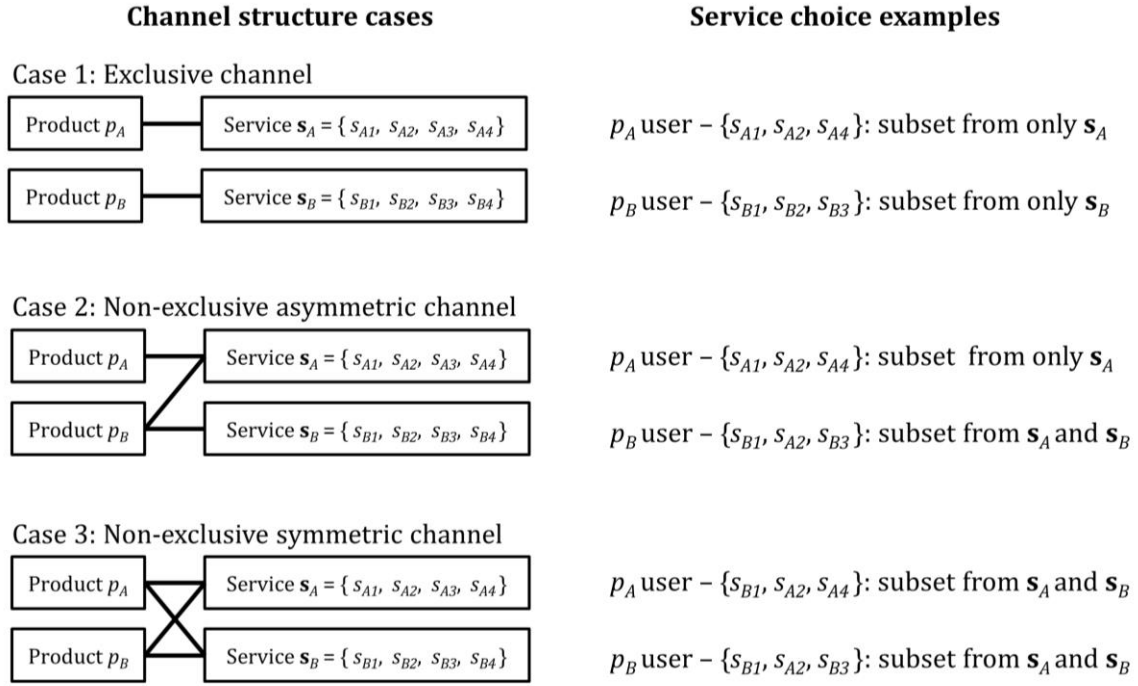 Channel structure cases
Service choice examples
Case 1: Exclusive channel
Product pA
Service sA = { sA1, sA2, sA3, sA4}
pA user – {sA1, sA2, sA4}: subset from only sA
Product pB
Service sB = { sB1, sB2, sB3, sB4}
pB user – {sB1, sB2, sB3}: subset from only sB
Case 2: Non-exclusive asymmetric channel
Product pA
Service sA = { sA1, sA2, sA3, sA4}
pA user – {sA1, sA2, sA4}: subset from only sA
Product pB
Service sB = { sB1, sB2, sB3, sB4}
pB user – {sB1, sA2, sB3}: subset from sA and sB
Case 3: Non-exclusive symmetric channel
Product pA
Service sA = { sA1, sA2, sA3, sA4}
pA user – {sB1, sA2, sA4}: subset from sA and sB
Product pB
Service sB = { sB1, sB2, sB3, sB4}
pB user – {sB1, sA2, sB3}: subset from sA and sB